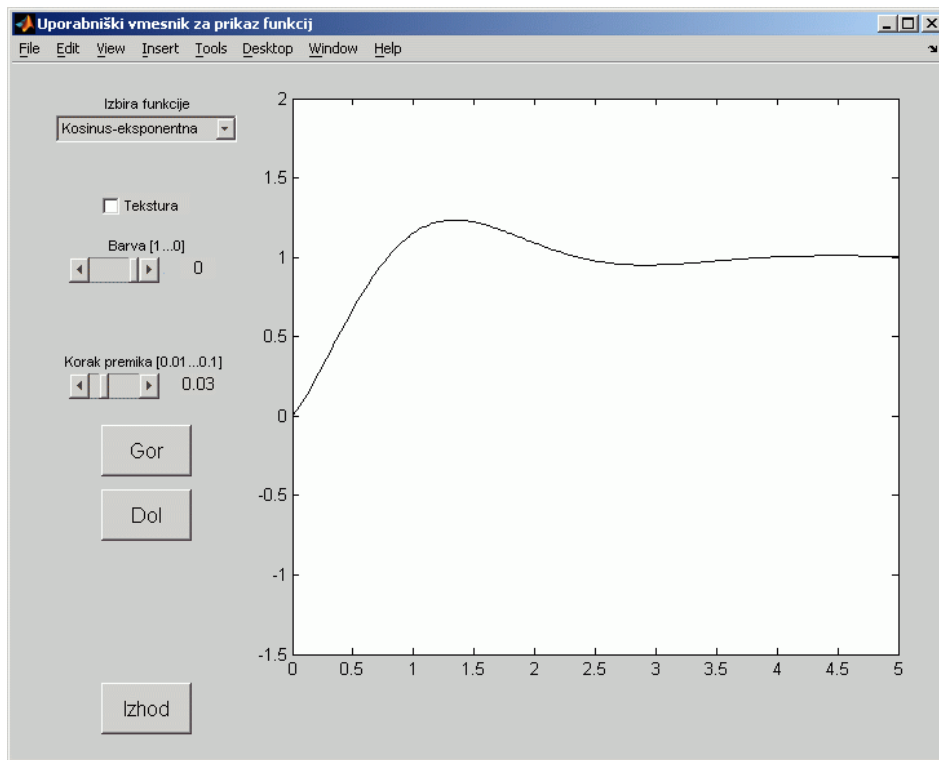 Uporabniški vmesnik za prikaz funkcij
File Edit View Insert Tools Desktop Window Help
Izbira funkcije
Kosinus-eksponentna
Tekstura
Barva [1...0]
0
Korak premika [0.01...0.1]
0.03
Gor
Dol
Izhod
2
1.5
1
0.5
0
-0.5
-1
-1.5
0 0.5 1 1.5 2 2.5 3 3.5 4 4.5 5